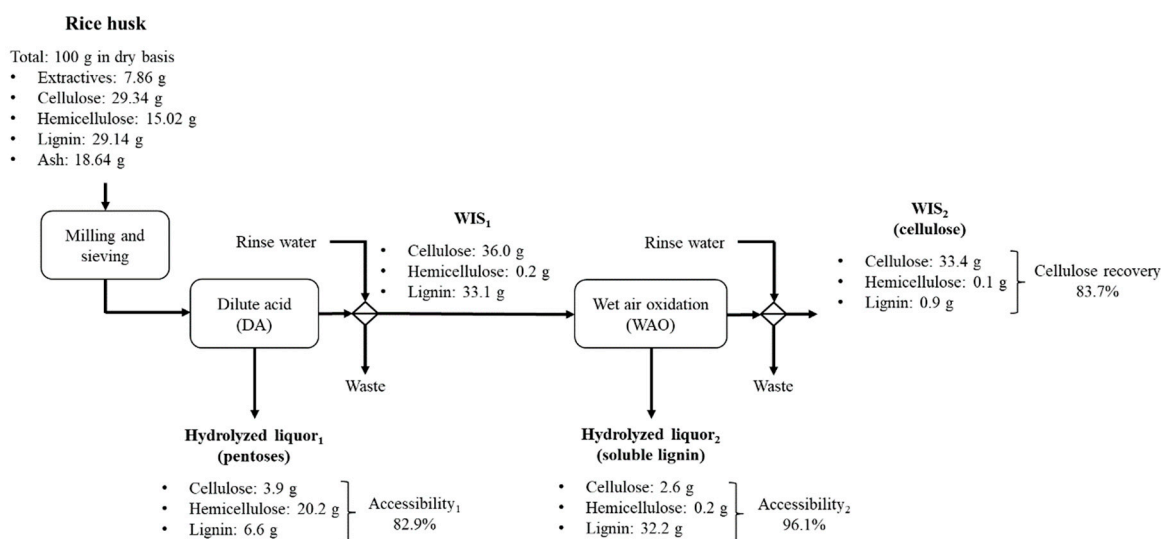 Rice husk
Total: 100 g in dry basis
• Extractives: 7.86 g
• Cellulose: 29.34 g
• Hemicellulose: 15.02 g
• Lignin: 29.14 g
• Ash: 18.64 g
Milling and
sieving
Dilute acid
(DA)
Rinse water
Waste
Hydrolyzed liquor₁
(pentoses)
• Cellulose: 3.9 g
• Hemicellulose: 20.2 g
• Lignin: 6.6 g
Accessibility₁
82.9%
WIS₁
• Cellulose: 36.0 g
• Hemicellulose: 0.2 g
• Lignin: 33.1 g
Wet air oxidation
(WAO)
Rinse water
Waste
Hydrolyzed liquor₂
(soluble lignin)
• Cellulose: 2.6 g
• Hemicellulose: 0.2 g
• Lignin: 32.2 g
Accessibility₂
96.1%
WIS₂
(cellulose)
• Cellulose: 33.4 g
• Hemicellulose: 0.1 g
• Lignin: 0.9 g
Cellulose recovery
83.7%